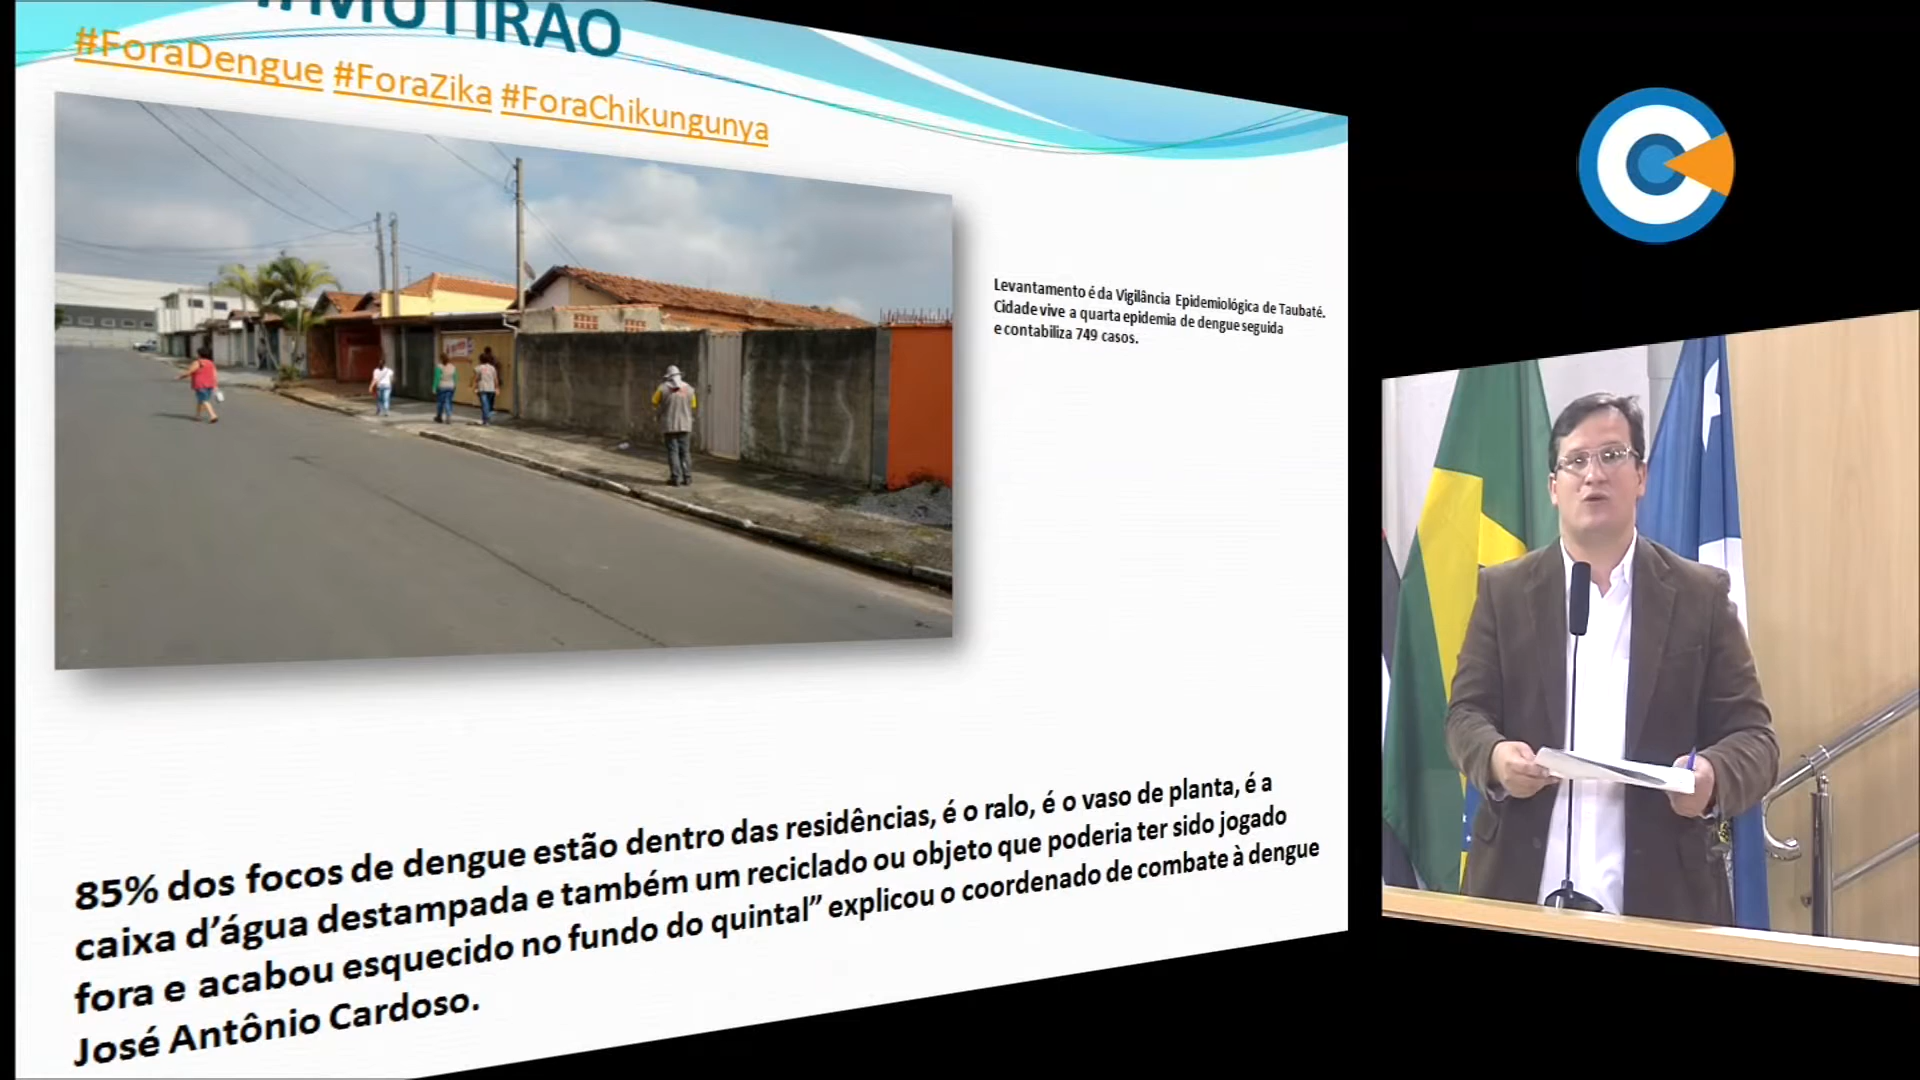 #MUTIRÃO
#ForaDengue #ForaZika #ForaChikungunya
Levantamento é da Vigilância Epidemiológica de Taubaté.
Cidade vive a quarta epidemia de dengue seguida
e contabiliza 749 casos.
85% dos focos de dengue estão dentro das residências, é o ralo, é o vaso de planta, é a
caixa d’água destampada e também um reciclado ou objeto que poderia ter sido jogado
fora e acabou esquecido no fundo do quintal” explicou o coordenado de combate à dengue
José Antônio Cardoso.